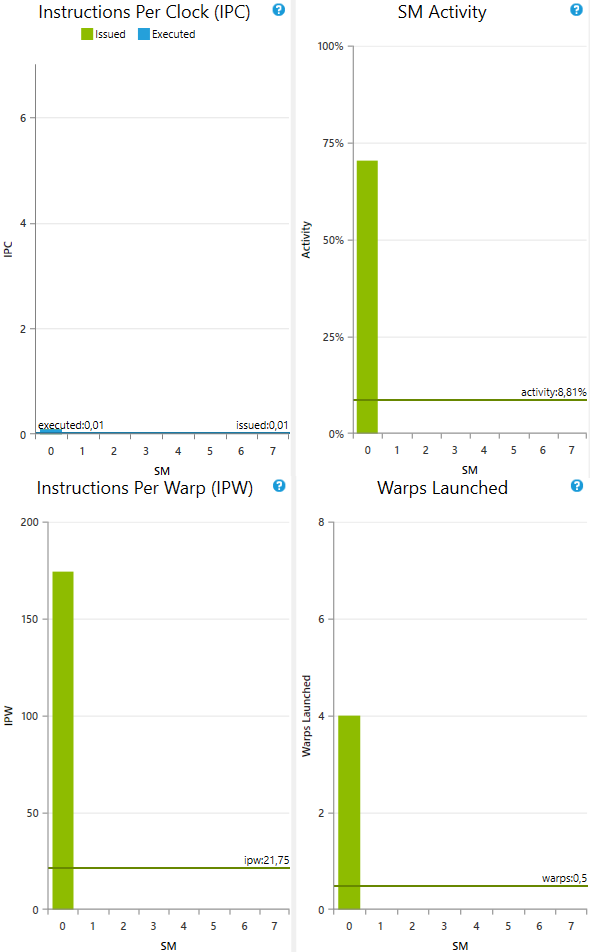 Instructions Per Clock (IPC) ?
Issued Executed
6
4
2
0
IPC
executed:0,01 issued:0,01
0 1 2 3 4 5 6 7
SM
SM Activity ?
100%
75%
50%
25%
0%
Activity
activity:8,81%
0 1 2 3 4 5 6 7
SM
Instructions Per Warp (IPW) ?
200
150
100
50
0
IPW
ipw:21,75
0 1 2 3 4 5 6 7
SM
Warps Launched ?
8
6
4
2
0
Warps Launched
warps:0,5
0 1 2 3 4 5 6 7
SM